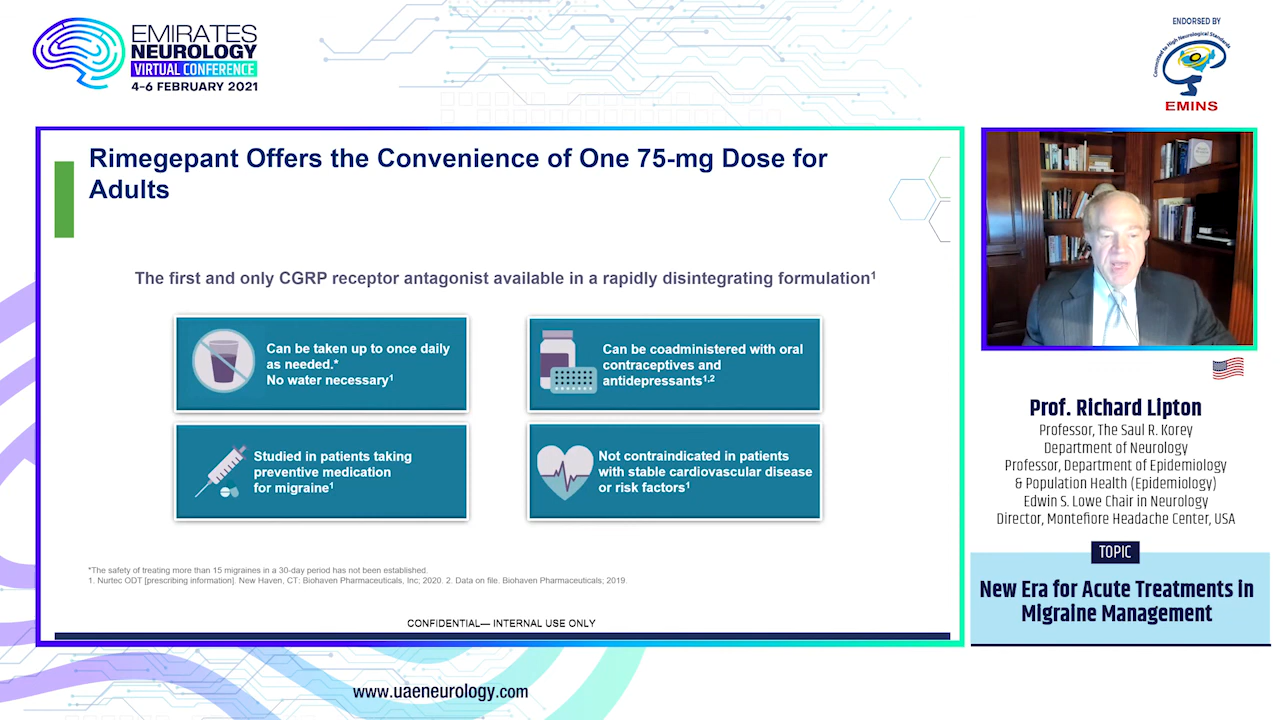 EMIRATES
NEUROLOGY
VIRTUAL CONFERENCE
4-6 FEBRUARY 2021
ENDORSED BY
Committed to High Neurological Standards
EMINS
Rimegepant Offers the Convenience of One 75-mg Dose for
Adults
The first and only CGRP receptor antagonist available in a rapidly disintegrating formulation¹
Can be taken up to once daily
as needed.*
No water necessary¹
Can be coadministered with oral
contraceptives and
antidepressants¹,²
Studied in patients taking
preventive medication
for migraine¹
Not contraindicated in patients
with stable cardiovascular disease
or risk factors¹
*The safety of treating more than 15 migraines in a 30-day period has not been established.
1. Nurtec ODT [prescribing information]. New Haven, CT: Biohaven Pharmaceuticals, Inc; 2020. 2. Data on file. Biohaven Pharmaceuticals; 2019.
CONFIDENTIAL— INTERNAL USE ONLY
Prof. Richard Lipton
Professor, The Saul R. Korey
Department of Neurology
Professor, Department of Epidemiology
& Population Health (Epidemiology)
Edwin S. Lowe Chair in Neurology
Director, Montefiore Headache Center, USA
TOPIC
New Era for Acute Treatments in
Migraine Management
www.uaeneurology.com